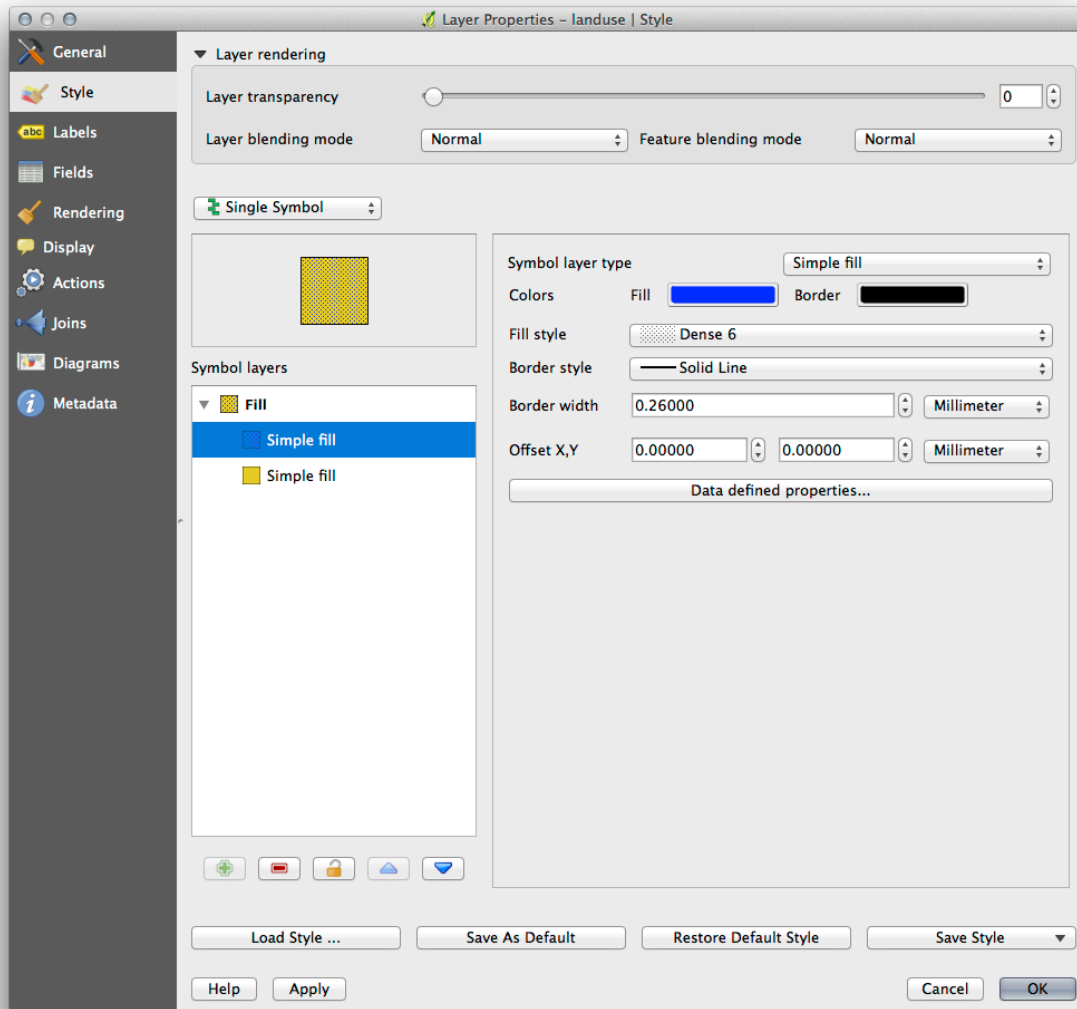 Layer Properties – landuse | Style
General
Style
abc Labels
Fields
Rendering
Display
Actions
Joins
Diagrams
Metadata
Layer rendering
Layer transparency 0
Layer blending mode Normal Feature blending mode Normal
Single Symbol
Symbol layers
Fill
Simple fill
Simple fill
Symbol layer type Simple fill
Colors Fill Border
Fill style Dense 6
Border style Solid Line
Border width 0.26000 Millimeter
Offset X,Y 0.00000 0.00000 Millimeter
Data defined properties...
Load Style ... Save As Default Restore Default Style Save Style
Help Apply Cancel OK